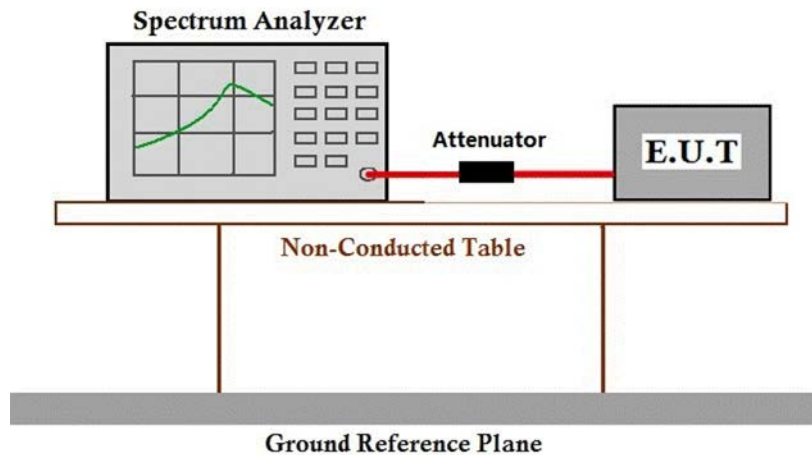 Spectrum Analyzer
Attenuator
E.U.T
Non-Conducted Table
Ground Reference Plane